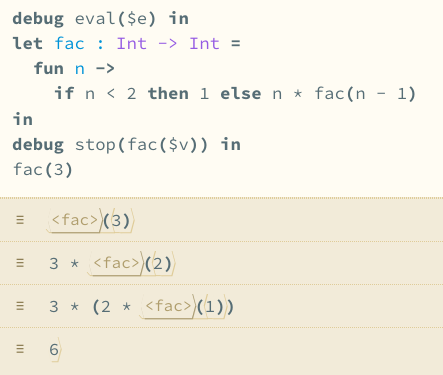 debug eval($e) in
let fac : Int -> Int =
fun n ->
if n < 2 then 1 else n * fac(n - 1)
in
debug stop(fac($v)) in
fac(3)
≡ <fac>(3)
≡ 3 * <fac>(2)
≡ 3 * (2 * <fac>(1))
≡ 6